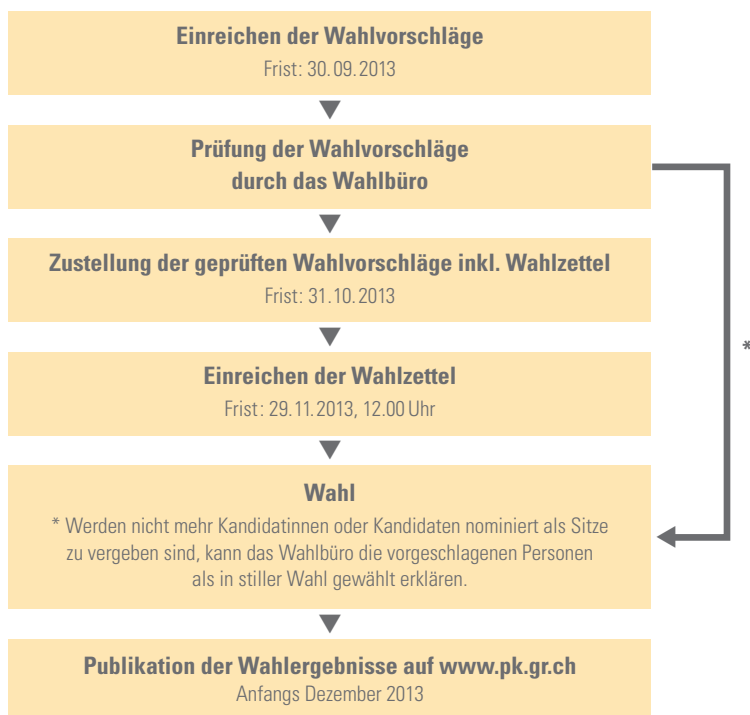 Einreichen der Wahlvorschläge
Frist: 30.09.2013
Prüfung der Wahlvorschläge
durch das Wahlbüro
Zustellung der geprüften Wahlvorschläge inkl. Wahlzettel
Frist: 31.10.2013
*
Einreichen der Wahlzettel
Frist: 29.11.2013, 12.00 Uhr
Wahl
* Werden nicht mehr Kandidatinnen oder Kandidaten nominiert als Sitze
zu vergeben sind, kann das Wahlbüro die vorgeschlagenen Personen
als in stiller Wahl gewählt erklären.
Publikation der Wahlergebnisse auf www.pk.gr.ch
Anfangs Dezember 2013